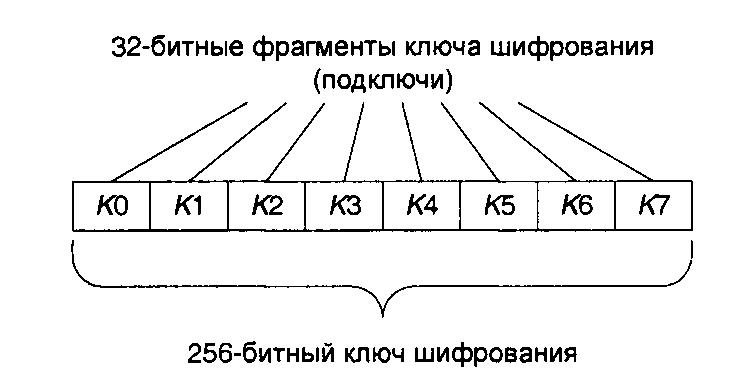 32-битные фрагменты ключа шифрования
(подключи)
K0 K1 K2 K3 K4 K5 K6 K7
256-битный ключ шифрования